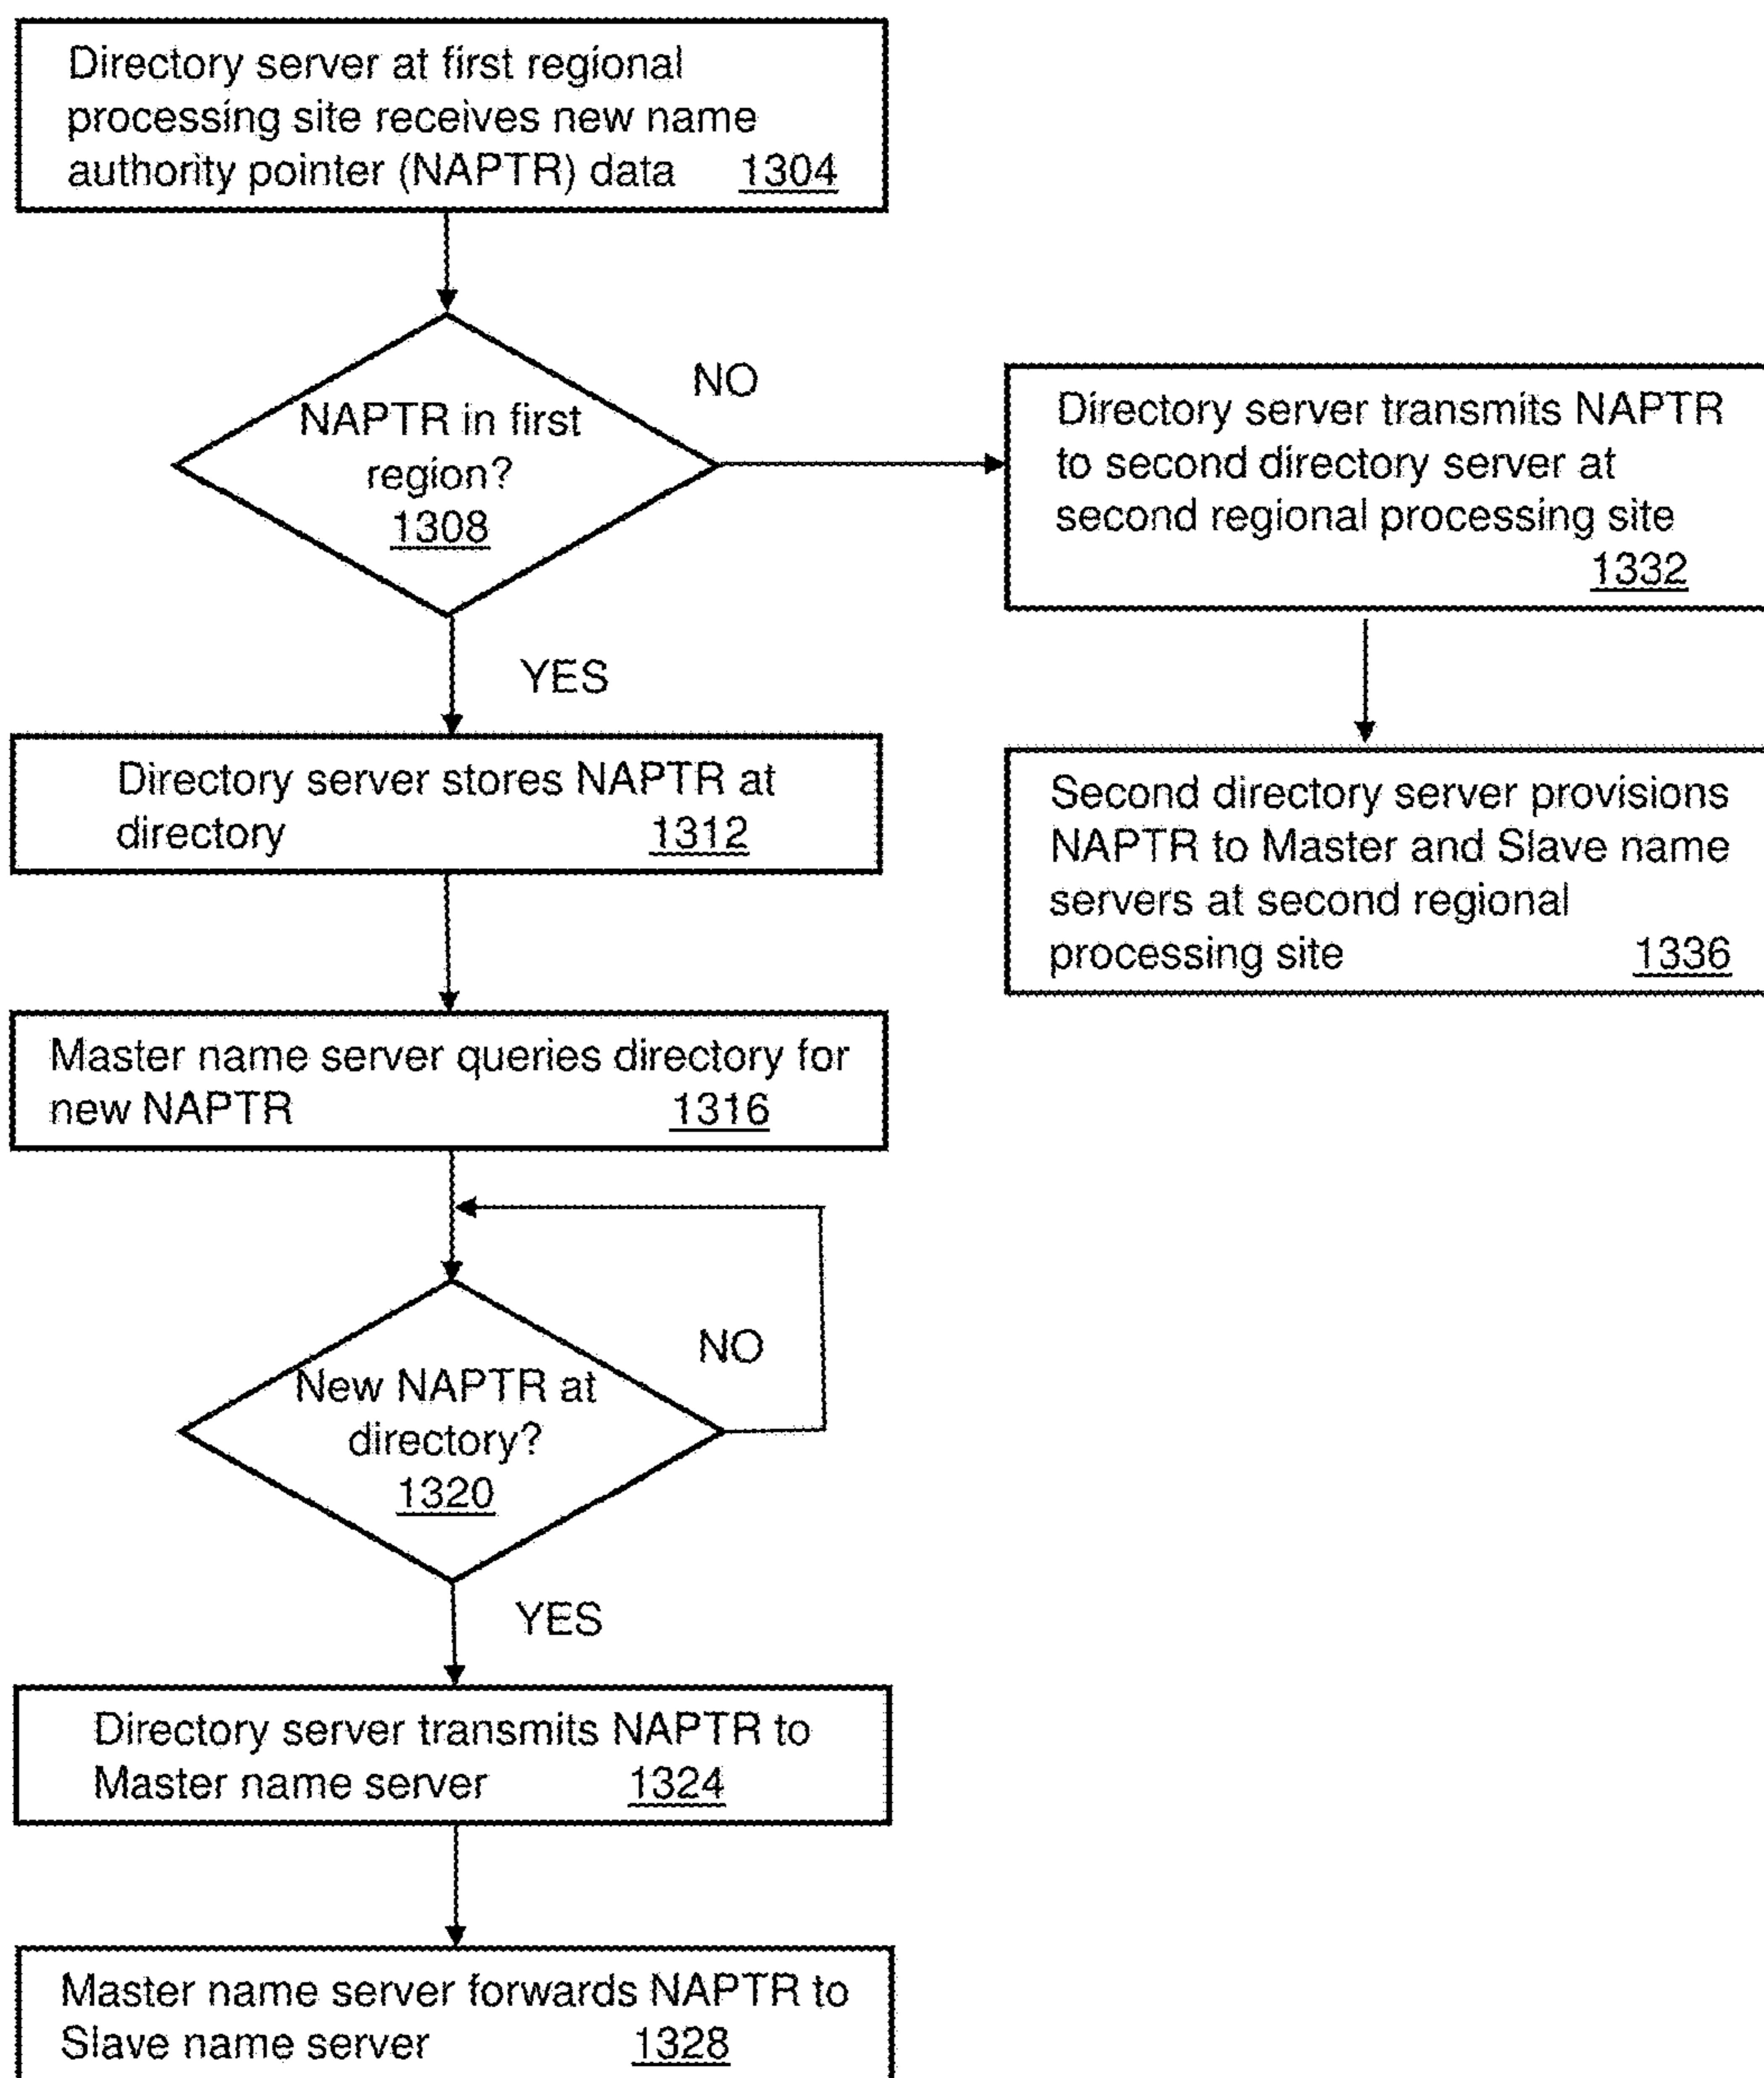 Directory server at first regional
processing site receives new name
authority pointer (NAPTR) data 1304
NAPTR in first
region?
1308
NO
YES
Directory server transmits NAPTR
to second directory server at
second regional processing site
1332
Directory server stores NAPTR at
directory 1312
Second directory server provisions
NAPTR to Master and Slave name
servers at second regional
processing site 1336
Master name server queries directory for
new NAPTR 1316
New NAPTR at
directory?
1320
NO
YES
Directory server transmits NAPTR to
Master name server 1324
Master name server forwards NAPTR to
Slave name server 1328